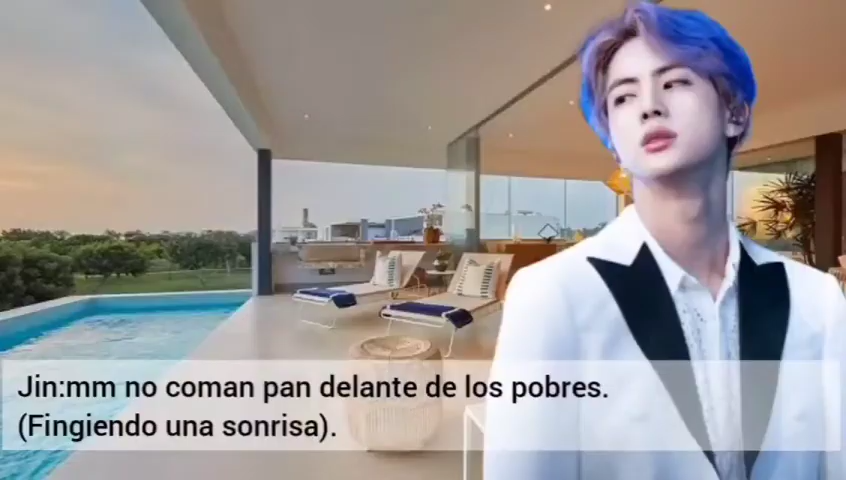 Jin:mm no coman pan delante de los pobres.
(Fingiendo una sonrisa).